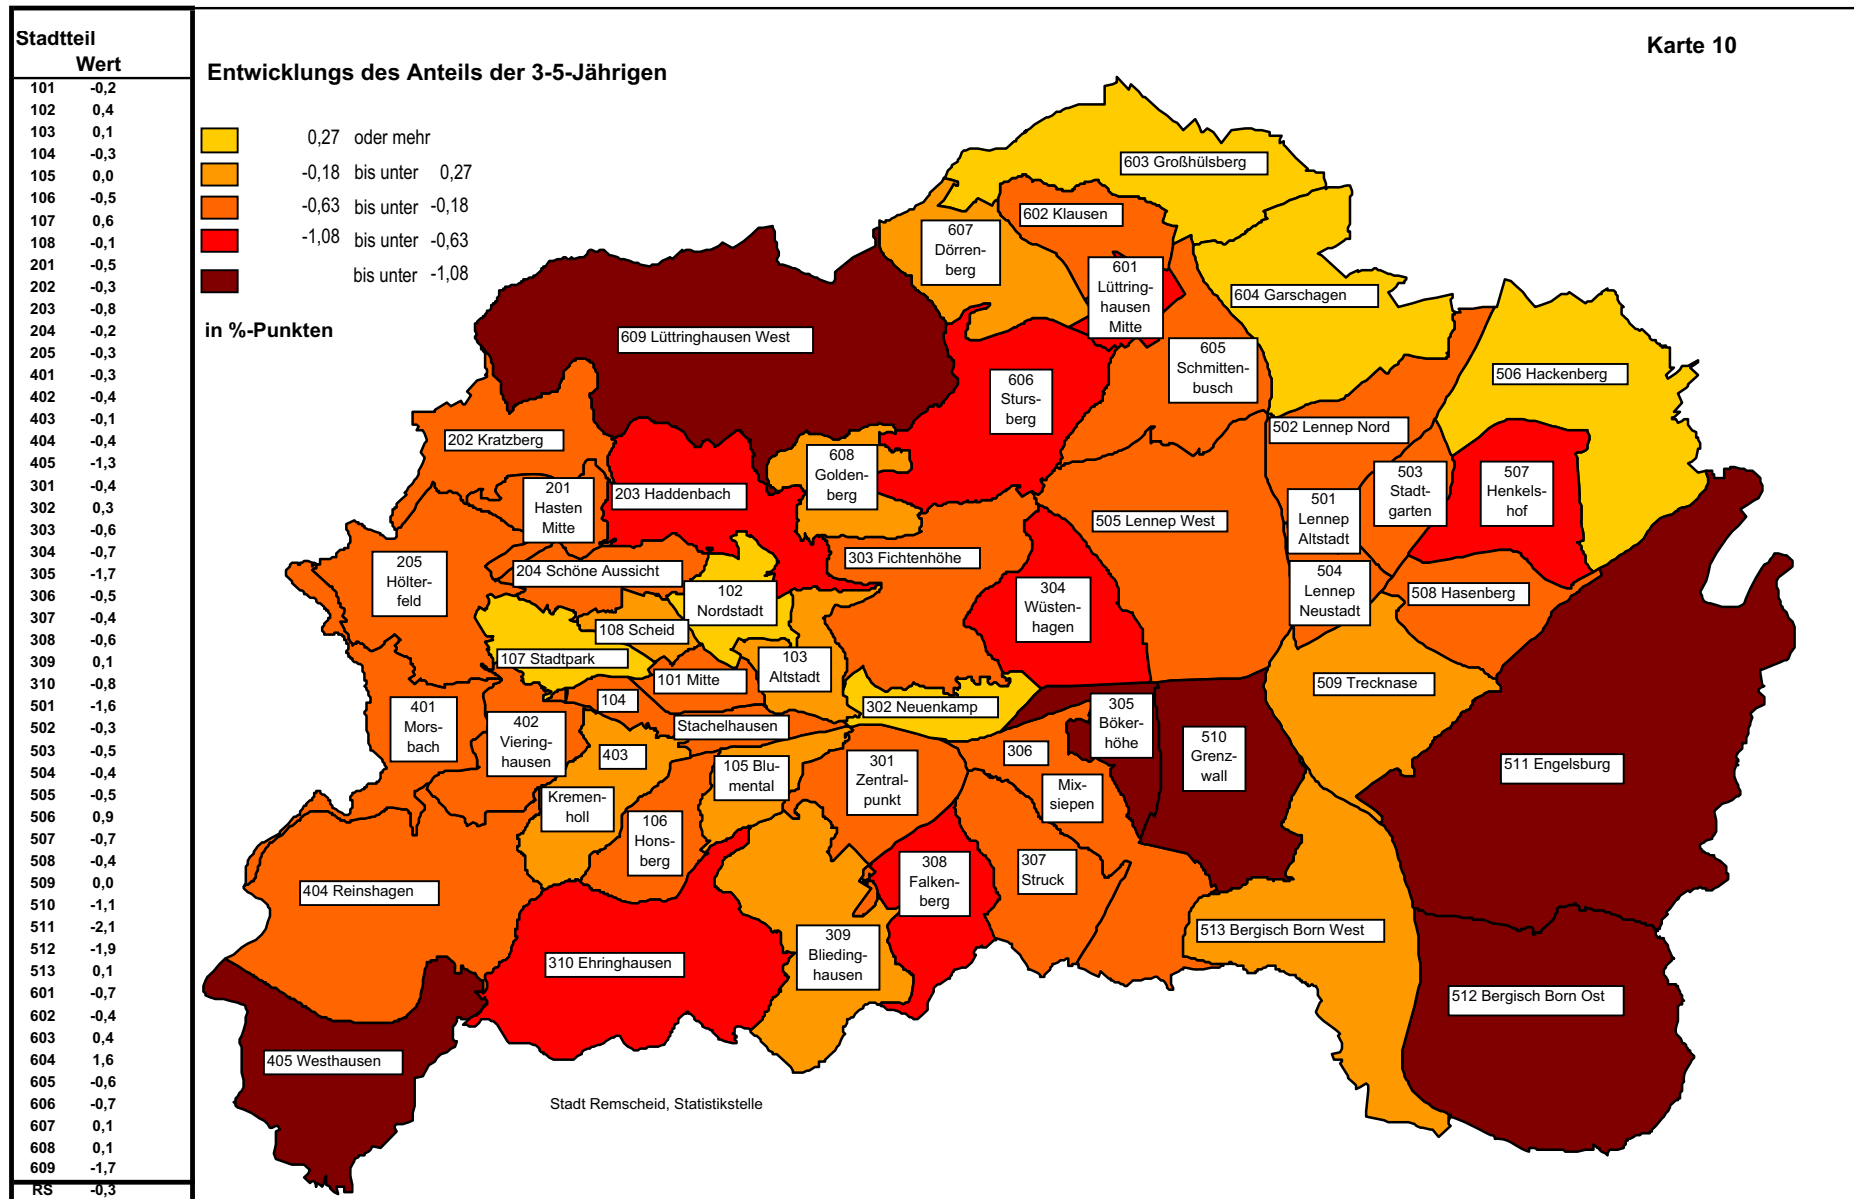 Stadtteil
Wert
101 -0,2
102 0,4
103 0,1
104 -0,3
105 0,0
106 -0,5
107 0,6
108 -0,1
201 -0,5
202 -0,3
203 -0,8
204 -0,2
205 -0,3
401 -0,3
402 -0,4
403 -0,1
404 -0,4
405 -1,3
301 -0,4
302 0,3
303 -0,6
304 -0,7
305 -1,7
306 -0,5
307 -0,4
308 -0,6
309 0,1
310 -0,8
501 -1,6
502 -0,3
503 -0,5
504 -0,4
505 -0,5
506 0,9
507 -0,7
508 -0,4
509 0,0
510 -1,1
511 -2,1
512 -1,9
513 0,1
601 -0,7
602 -0,4
603 0,4
604 1,6
605 -0,6
606 -0,7
607 0,1
608 0,1
609 -1,7
RS -0,3
Karte 10
Entwicklungs des Anteils der 3-5-Jährigen
0,27 oder mehr
-0,18 bis unter 0,27
-0,63 bis unter -0,18
-1,08 bis unter -0,63
bis unter -1,08
in %-Punkten
603 Großhülsberg
602 Klausen
607
Dörren-
berg
601
Lüttring-
hausen
Mitte
604 Garschagen
609 Lüttringhausen West
605
Schmitten-
busch
606
Sturs-
berg
506 Hackenberg
502 Lennep Nord
202 Kratzberg
608
Golden-
berg
203 Haddenbach
201
Hasten
Mitte
503
Stadt-
garten
507
Henkels-
hof
501
Lennep
Altstadt
505 Lennep West
303 Fichtenhöhe
205
Hölter-
feld
204 Schöne Aussicht
102
Nordstadt
304
Wüsten-
hagen
504
Lennep
Neustadt
508 Hasenberg
108 Scheid
107 Stadtpark
103
Altstadt
101 Mitte
104
509 Trecknase
302 Neuenkamp
305
Böker-
höhe
401
Mors-
bach
402
Viering-
hausen
Stachelhausen
403
306
510
Grenz-
wall
511 Engelsburg
105 Blu-
mental
301
Zentral-
punkt
Mix-
siepen
Kremen-
holl
106
Hons-
berg
307
Struck
308
Falken-
berg
404 Reinshagen
513 Bergisch Born West
309
Blieding-
hausen
310 Ehringhausen
512 Bergisch Born Ost
405 Westhausen
Stadt Remscheid, Statistikstelle